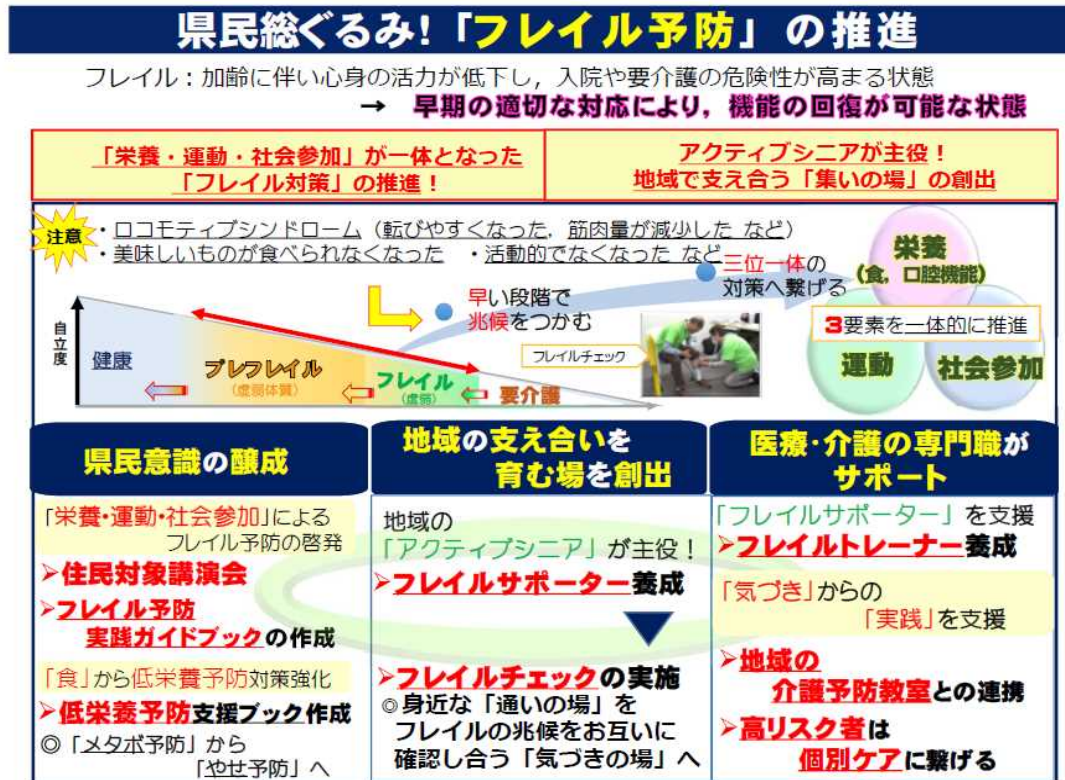 県民総ぐるみ!「フレイル予防」の推進
フレイル：加齢に伴い心身の活力が低下し，入院や要介護の危険性が高まる状態
→ 早期の適切な対応により，機能の回復が可能な状態
「栄養・運動・社会参加」が一体となった
「フレイル対策」の推進！
アクティブシニアが主役！
地域で支え合う「集いの場」の創出
注意
・ロコモティブシンドローム（転びやすくなった，筋肉量が減少した など）
・美味しいものが食べられなくなった ・活動的でなくなった など
早い段階で
兆候をつかむ
三位一体の
対策へ繋げる
栄養
(食，口腔機能)
3要素を一体的に推進
運動
社会参加
フレイルチェック
自立度
健康
プレフレイル
(虚弱体質)
フレイル
(虚弱)
要介護
県民意識の醸成
「栄養・運動・社会参加」による
フレイル予防の啓発
➤住民対象講演会
➤フレイル予防
実践ガイドブックの作成
「食」から低栄養予防対策強化
➤低栄養予防支援ブック作成
◎「メタボ予防」から
「やせ予防」へ
地域の支え合いを
育む場を創出
地域の
「アクティブシニア」が主役！
➤フレイルサポーター養成
➤フレイルチェックの実施
◎身近な「通いの場」を
フレイルの兆候をお互いに
確認し合う「気づきの場」へ
医療・介護の専門職が
サポート
「フレイルサポーター」を支援
➤フレイルトレーナー養成
「気づき」からの
「実践」を支援
➤地域の
介護予防教室との連携
➤高リスク者は
個別ケアに繋げる